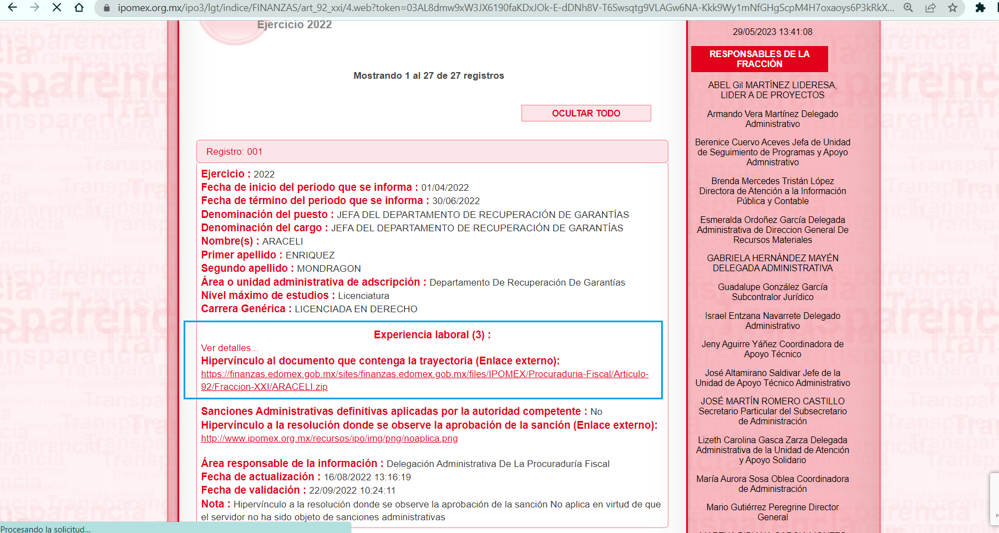 ipomex.org.mx/ipo3/lgt/indice/FINANZAS/art_92_xxi/4.web?token=03AL8dmw9xW3JX6190faKDxJOk-E-dDNh8V-T6Swsqtg9VLAGw6NA-Kkk9Wy1mNfGHgScpM4H7oxaoys6P3kRkX...
Ejercicio 2022
Mostrando 1 al 27 de 27 registros
OCULTAR TODO
Registro: 001
Ejercicio : 2022
Fecha de inicio del periodo que se informa : 01/04/2022
Fecha de término del periodo que se informa : 30/06/2022
Denominación del puesto : JEFA DEL DEPARTAMENTO DE RECUPERACIÓN DE GARANTÍAS
Denominación del cargo : JEFA DEL DEPARTAMENTO DE RECUPERACIÓN DE GARANTÍAS
Nombre(s) : ARACELI
Primer apellido : ENRIQUEZ
Segundo apellido : MONDRAGON
Área o unidad administrativa de adscripción : Departamento De Recuperación De Garantías
Nivel máximo de estudios : Licenciatura
Carrera Genérica : LICENCIADA EN DERECHO
Experiencia laboral (3) :
Ver detalles...
Hipervínculo al documento que contenga la trayectoria (Enlace externo):
https://finanzas.edomex.gob.mx/sites/finanzas.edomex.gob.mx/files/IPOMEX/Procuraduria-Fiscal/Articulo-
92/Fraccion-XXI/ARACELI.zip
Sanciones Administrativas definitivas aplicadas por la autoridad competente : No
Hipervínculo a la resolución donde se observe la aprobación de la sanción (Enlace externo):
http://www.ipomex.org.mx/recursos/ipo/img/png/noaplica.png
Área responsable de la información : Delegación Administrativa De La Procuraduría Fiscal
Fecha de actualización : 16/08/2022 13:16:19
Fecha de validación : 22/09/2022 10:24:11
Nota : Hipervínculo a la resolución donde se observe la aprobación de la sanción No aplica en virtud de que
el servidor no ha sido objeto de sanciones administrativas
29/05/2023 13:41:08
RESPONSABLES DE LA
FRACCIÓN
ABEL Gil MARTÍNEZ LIDERESA,
LIDER A DE PROYECTOS
Armando Vera Martínez Delegado
Administrativo
Berenice Cuervo Aceves Jefa de Unidad
de Seguimiento de Programas y Apoyo
Admnistrativo
Brenda Mercedes Tristán López
Directora de Atención a la Información
Pública y Contable
Esmeralda Ordoñez García Delegada
Administrativa de Direccion General De
Recursos Materiales
GABRIELA HERNÁNDEZ MAYÉN
DELEGADA ADMINISTRATIVA
Guadalupe González García
Subcontralor Jurídico
Israel Entzana Navarrete Delegado
Administrativo
Jeny Aguirre Yáñez Coordinadora de
Apoyo Técnico
José Altamirano Saldivar Jefe de la
Unidad de Apoyo Técnico Administrativo
JOSÉ MARTÍN ROMERO CASTILLO
Secretario Particular del Subsecretario
de Administración
Lizeth Carolina Gasca Zarza Delegada
Administrativa de la Unidad de Atención
y Apoyo Solidario
María Aurora Sosa Oblea Coordinadora
de Administración
Mario Gutiérrez Peregrine Director
General
Procesando la solicitud...